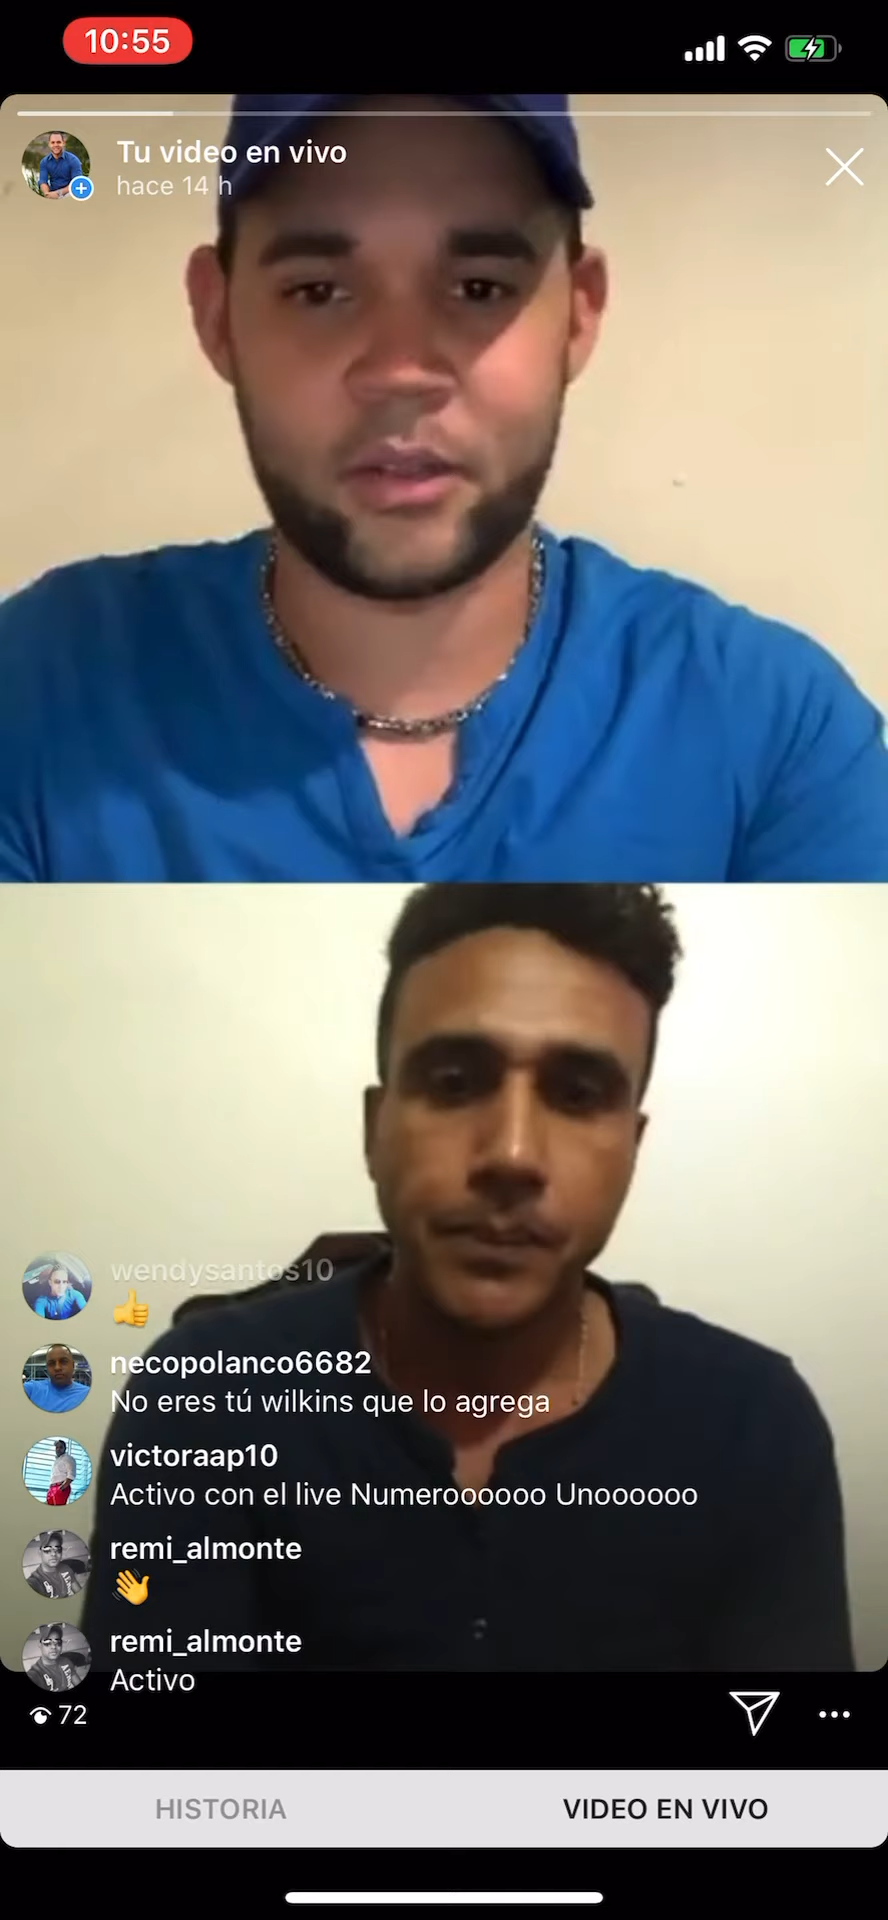 10:55
Tu video en vivo
hace 14 h
wendysantos10
👍
necopolanco6682
No eres tú wilkins que lo agrega
victoraap10
Activo con el live Numeroooooo Unoooooo
remi_almonte
👋
remi_almonte
Activo
72
HISTORIA
VIDEO EN VIVO